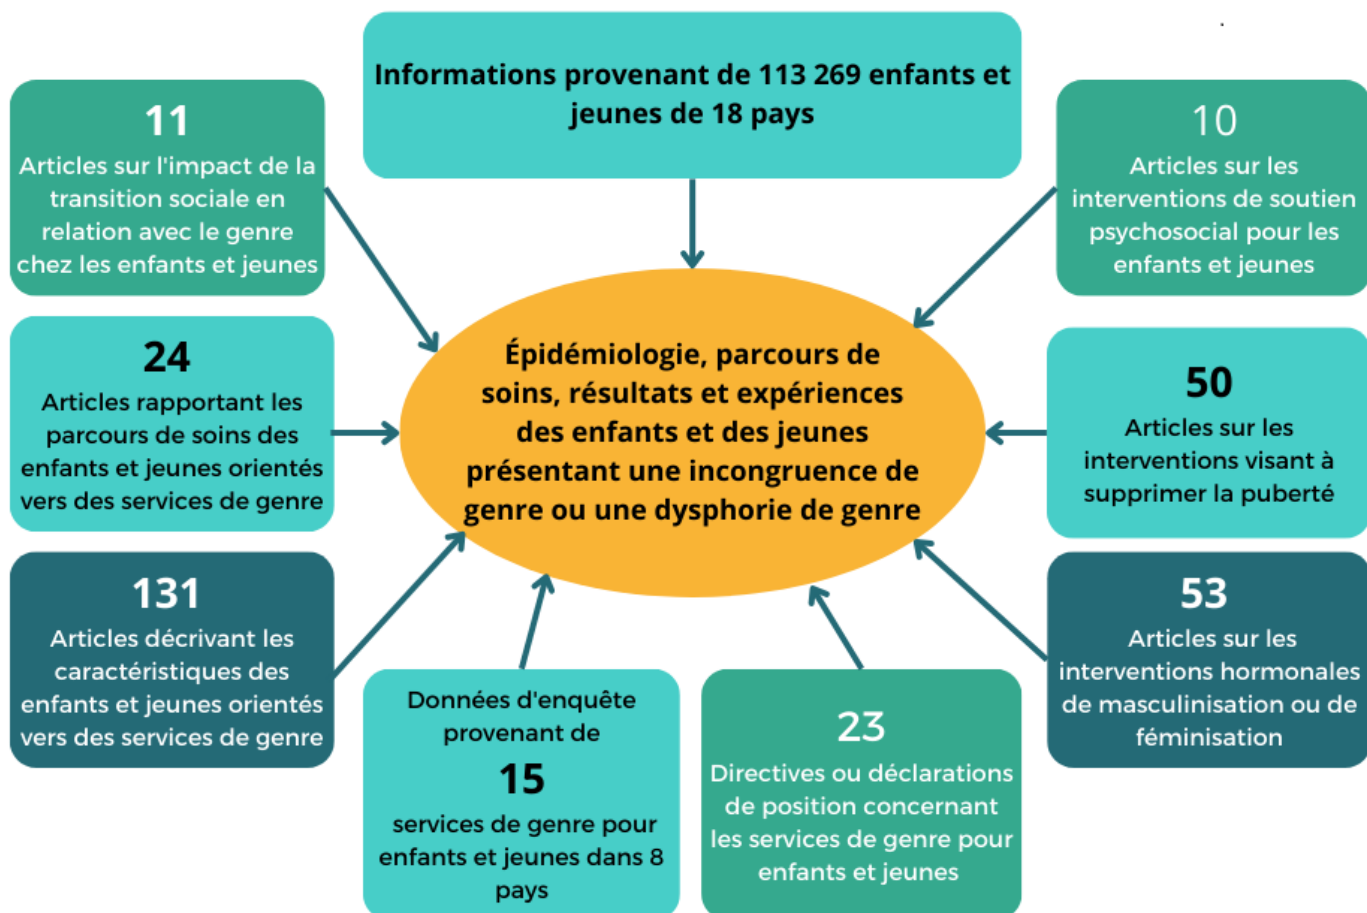 Informations provenant de 113 269 enfants et
jeunes de 18 pays
11
Articles sur l'impact de la
transition sociale en
relation avec le genre
chez les enfants et jeunes
10
Articles sur les
interventions de soutien
psychosocial pour les
enfants et jeunes
24
Articles rapportant les
parcours de soins des
enfants et jeunes orientés
vers des services de genre
Épidémiologie, parcours de
soins, résultats et expériences
des enfants et des jeunes
présentant une incongruence de
genre ou une dysphorie de genre
50
Articles sur les
interventions visant à
supprimer la puberté
131
Articles décrivant les
caractéristiques des
enfants et jeunes orientés
vers des services de genre
53
Articles sur les
interventions hormonales
de masculinisation ou de
féminisation
Données d'enquête
provenant de
15
services de genre pour
enfants et jeunes dans 8
pays
23
Directives ou déclarations
de position concernant
les services de genre pour
enfants et jeunes